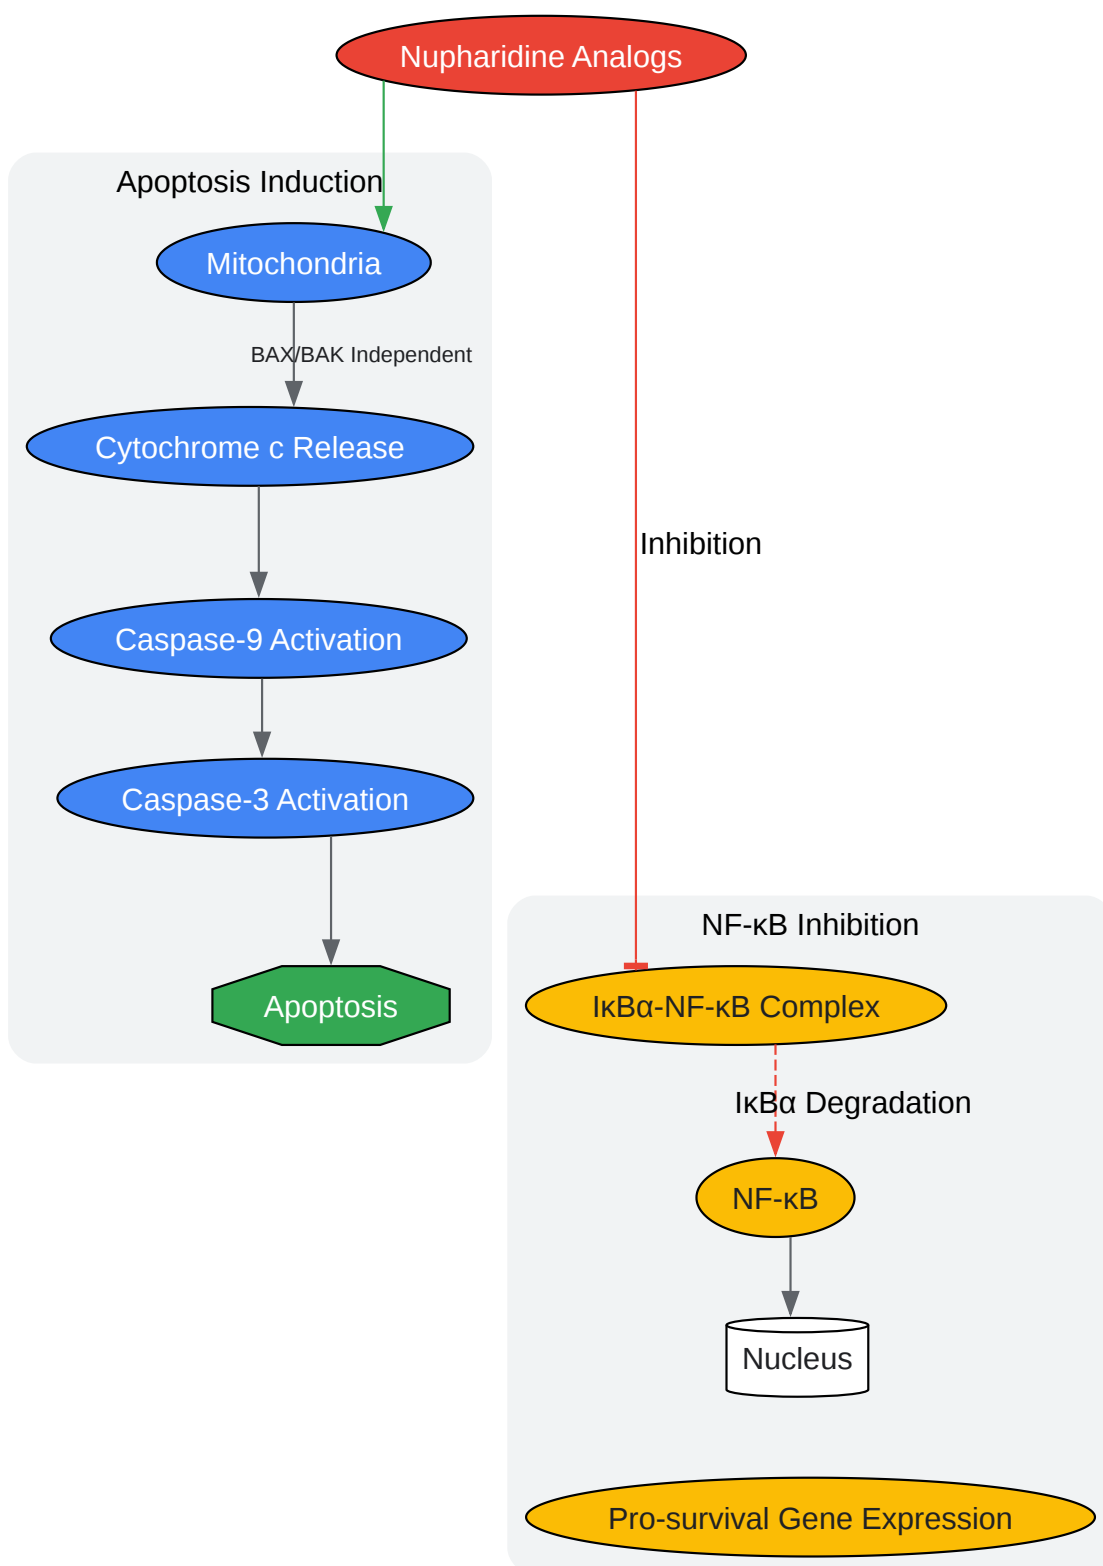 Nupharidine Analogs
Apoptosis Induction
Mitochondria
BAX/BAK Independent
Cytochrome c Release
Inhibition
Caspase-9 Activation
Caspase-3 Activation
NF-κB Inhibition
Apoptosis
IκBα-NF-κB Complex
IκBα Degradation
NF-κB
Nucleus
Pro-survival Gene Expression